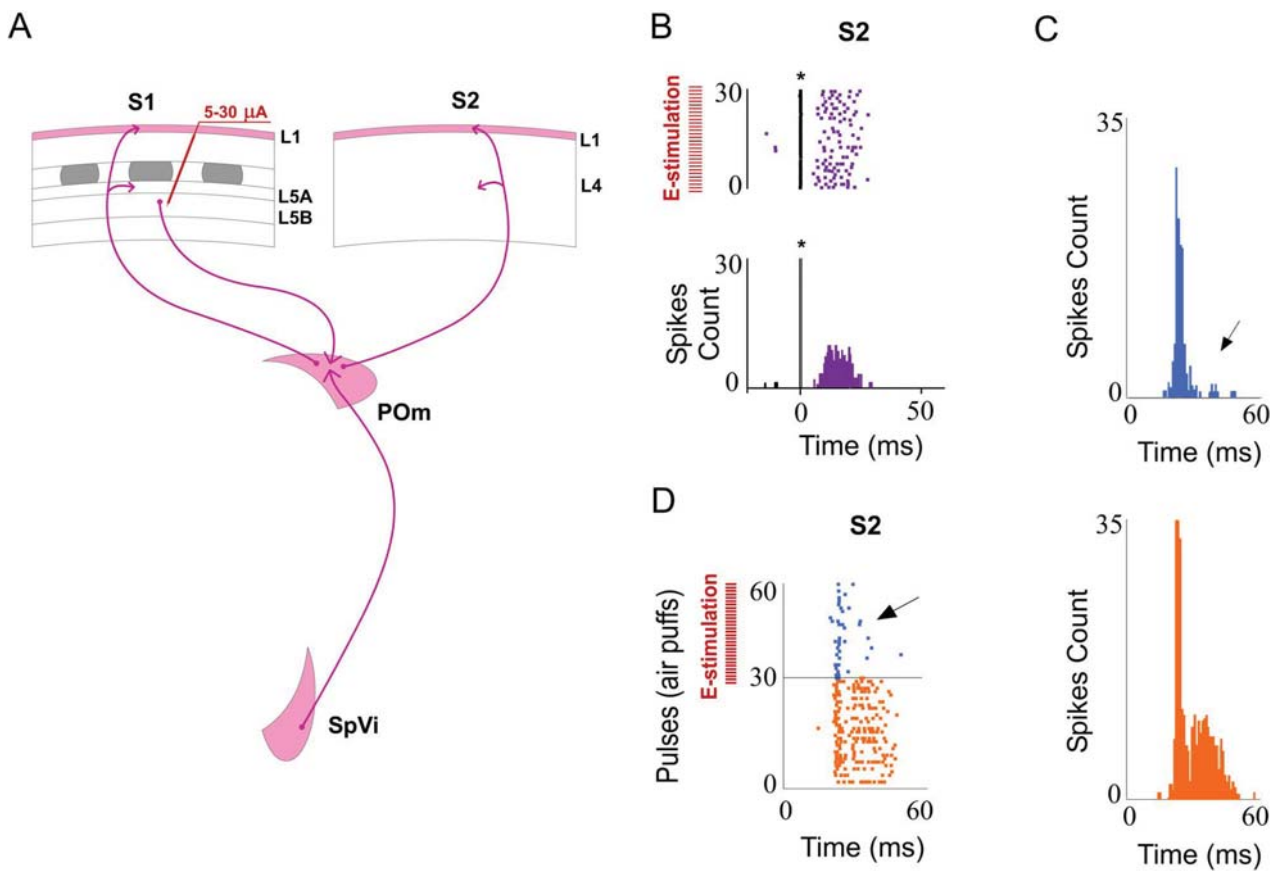 A
S1
5-30 μA
S2
L1
L5A
L5B
L1
L4
POm
SpVi
B
S2
E-stimulation
30
0
*
*
Spikes
Count
30
0
0
50
Time (ms)
C
Spikes Count
35
0
0
60
Time (ms)
D
S2
Pulses (air puffs)
E-stimulation
60
30
0
0
60
Time (ms)
Spikes Count
35
0
0
60
Time (ms)